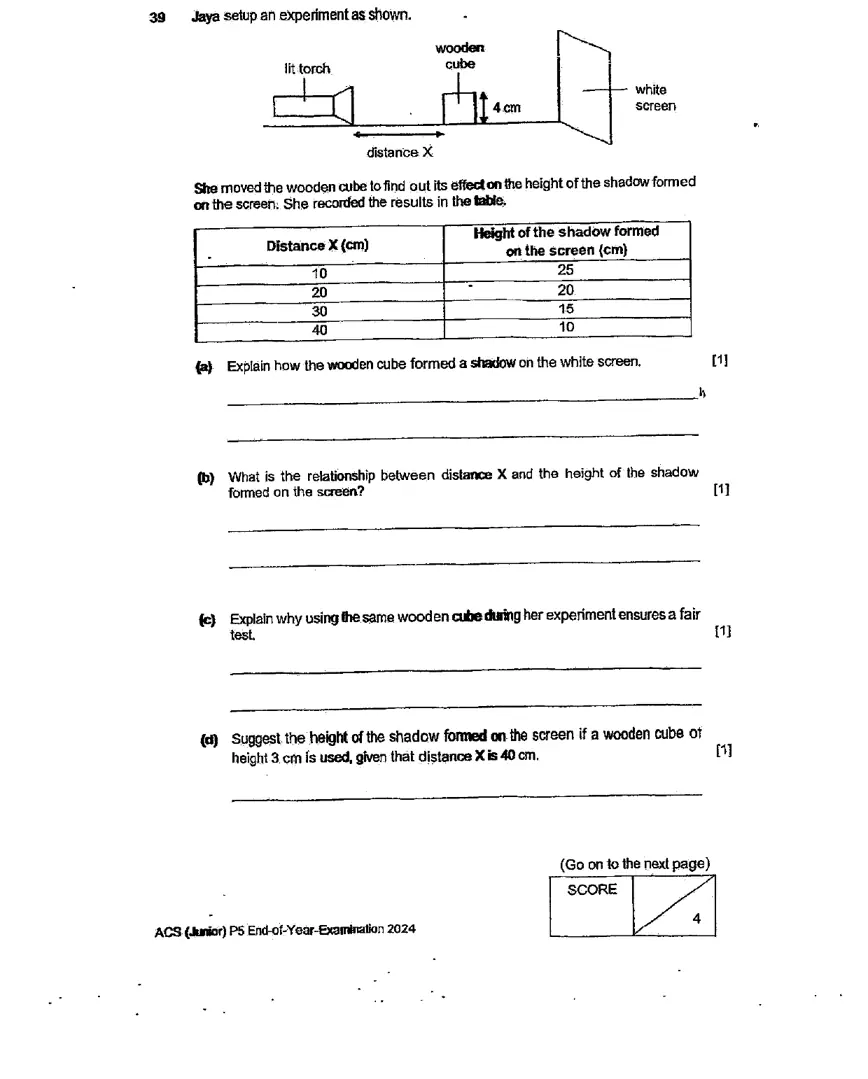 39 Jaya setup an experiment as shown.
wooden
cube
lit torch
white
screen
4 cm
distance X
She moved the wooden cube to find out its effect on the height of the shadow formed
on the screen. She recorded the results in the table.
Distance X (cm) Height of the shadow formed
on the screen (cm)
10 25
20 20
30 15
40 10
(a) Explain how the wooden cube formed a shadow on the white screen. [1]
(b) What is the relationship between distance X and the height of the shadow
formed on the screen? [1]
(c) Explain why using the same wooden cube during her experiment ensures a fair
test. [1]
(d) Suggest the height of the shadow formed on the screen if a wooden cube of
height 3 cm is used, given that distance X is 40 cm. [1]
(Go on to the next page)
SCORE
4
ACS (Junior) P5 End-of-Year-Examination 2024